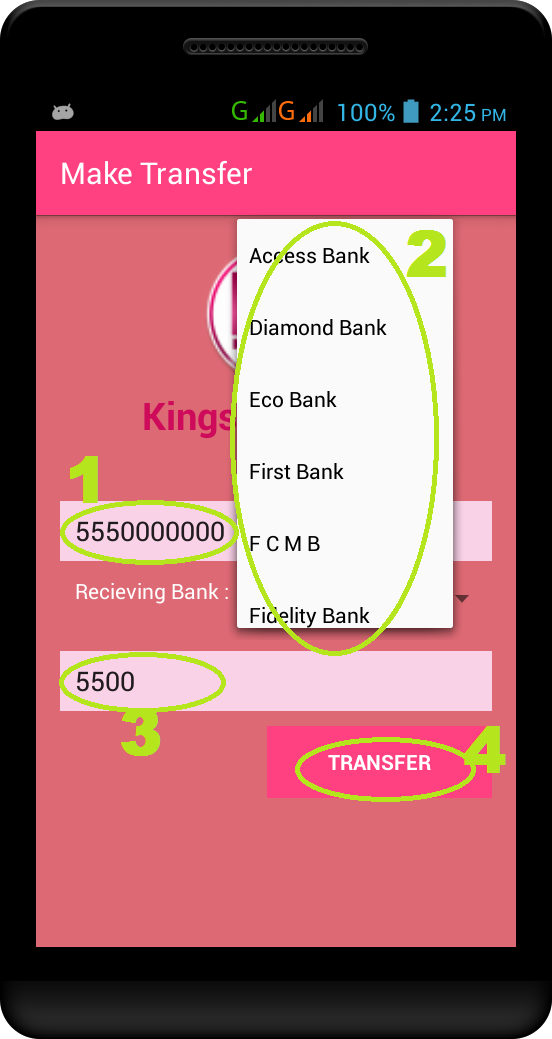 G G 100% 2:25 PM
Make Transfer
2
Access Bank
Diamond Bank
Eco Bank
Kings
First Bank
1
5550000000
F C M B
Recieving Bank :
Fidelity Bank
5500
3
4
TRANSFER